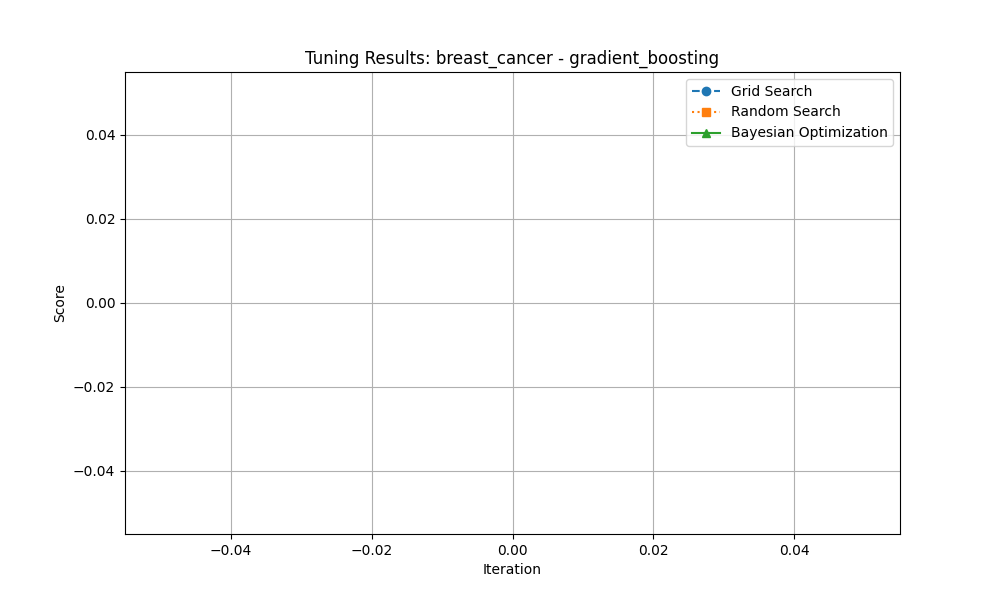 Tuning Results: breast_cancer - gradient_boosting
Grid Search
Random Search
Bayesian Optimization
Score
0.04
0.02
0.00
−0.02
−0.04
−0.04
−0.02
0.00
0.02
0.04
Iteration